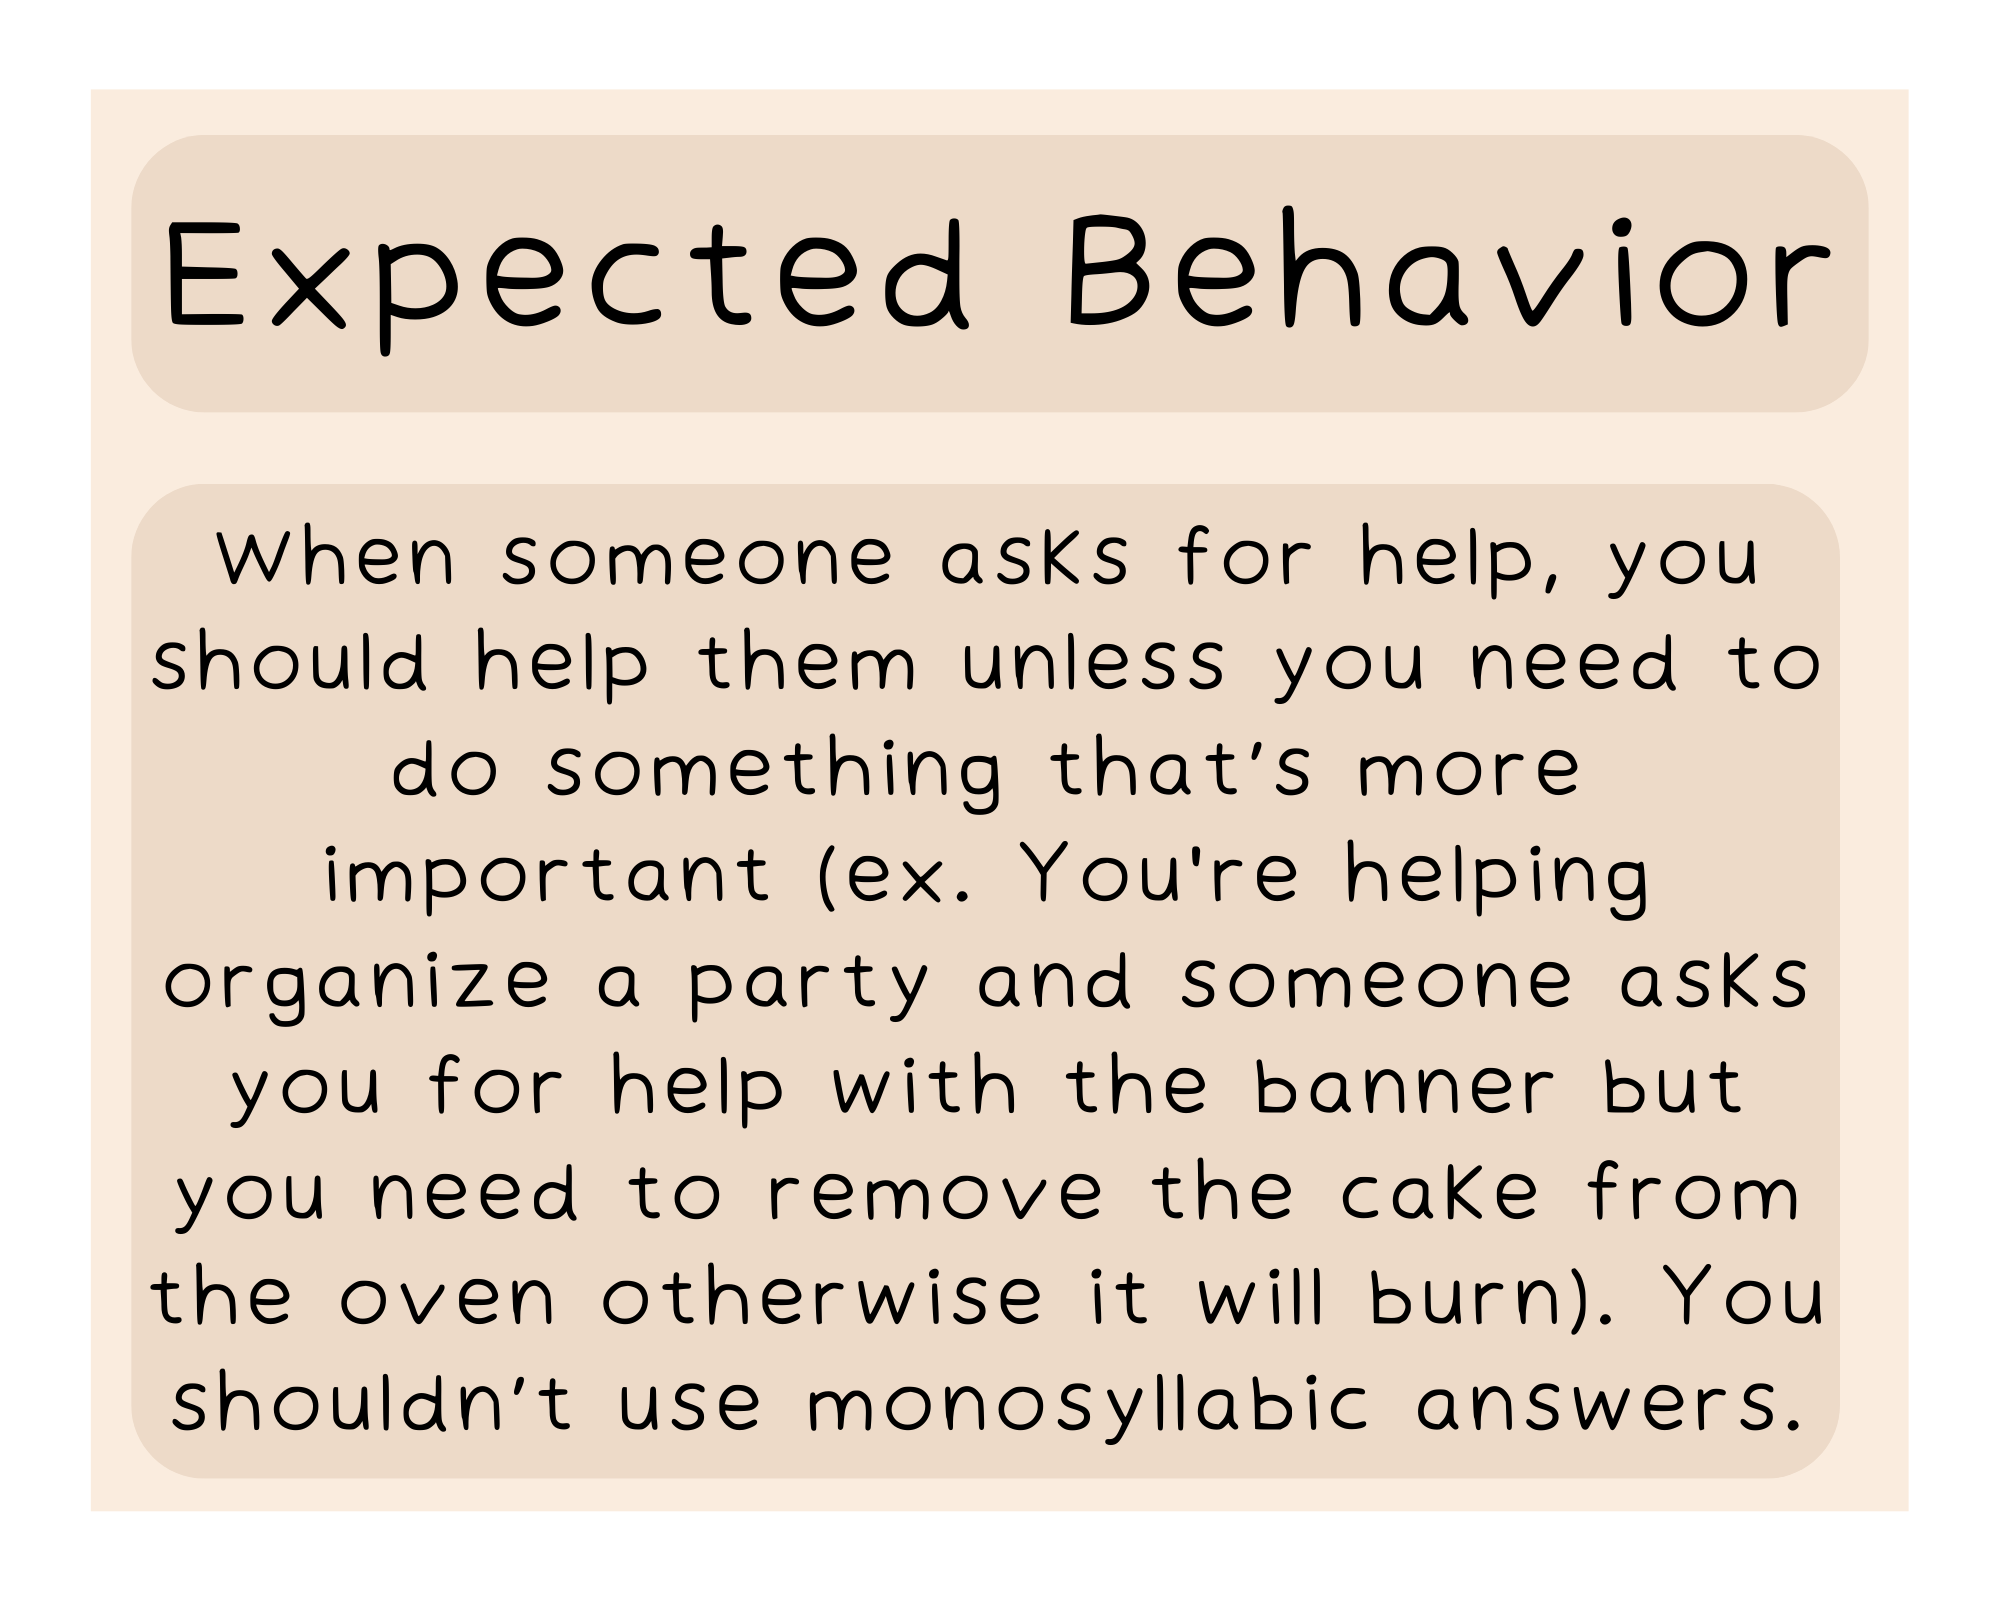 Expected Behavior
When someone asks for help, you
should help them unless you need to
do something that’s more
important (ex. You're helping
organize a party and someone asks
you for help with the banner but
you need to remove the cake from
the oven otherwise it will burn). You
shouldn’t use monosyllabic answers.